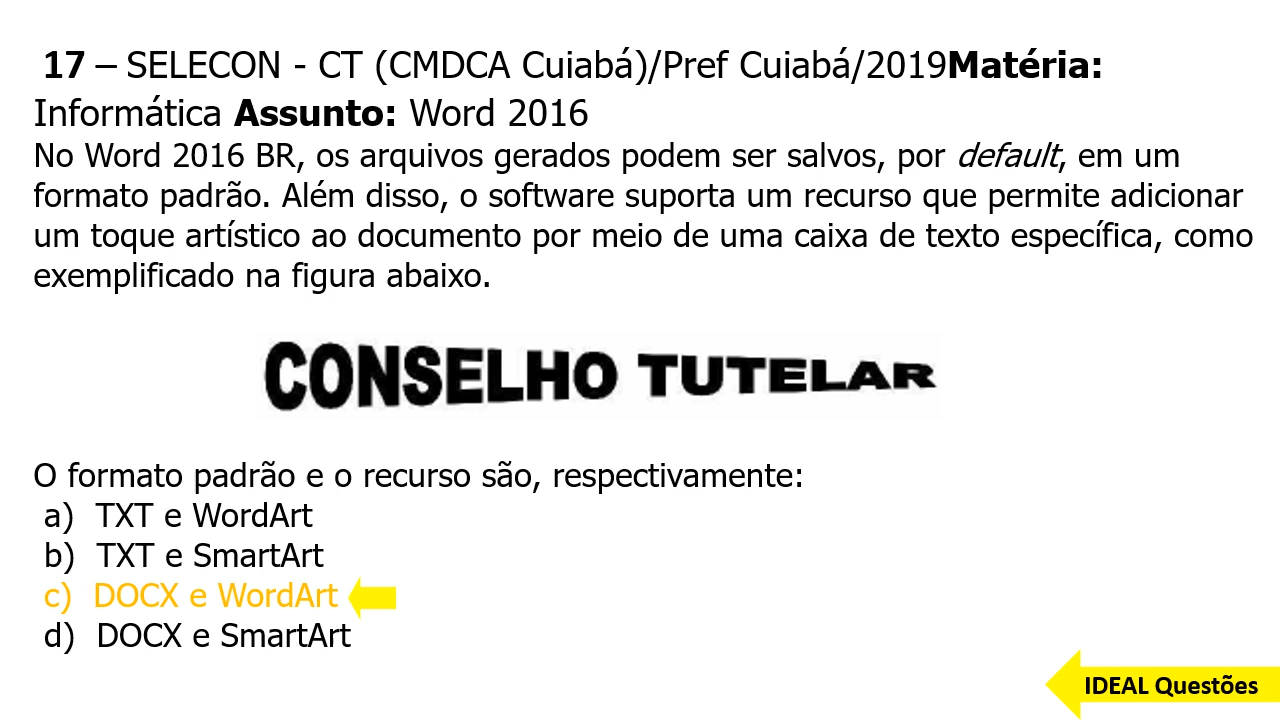 17 – SELECON - CT (CMDCA Cuiabá)/Pref Cuiabá/2019Matéria:
Informática Assunto: Word 2016
No Word 2016 BR, os arquivos gerados podem ser salvos, por default, em um
formato padrão. Além disso, o software suporta um recurso que permite adicionar
um toque artístico ao documento por meio de uma caixa de texto específica, como
exemplificado na figura abaixo.
CONSELHO TUTELAR
O formato padrão e o recurso são, respectivamente:
a) TXT e WordArt
b) TXT e SmartArt
c) DOCX e WordArt
d) DOCX e SmartArt
IDEAL Questões